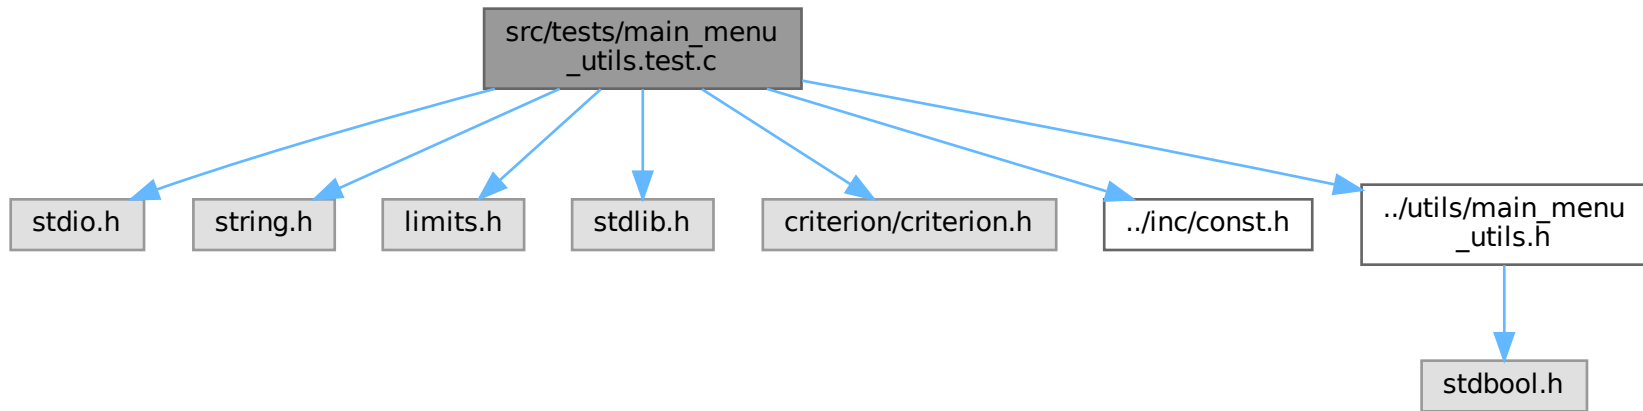 src/tests/main_menu
_utils.test.c
stdio.h
string.h
limits.h
stdlib.h
criterion/criterion.h
../inc/const.h
../utils/main_menu
_utils.h
stdbool.h